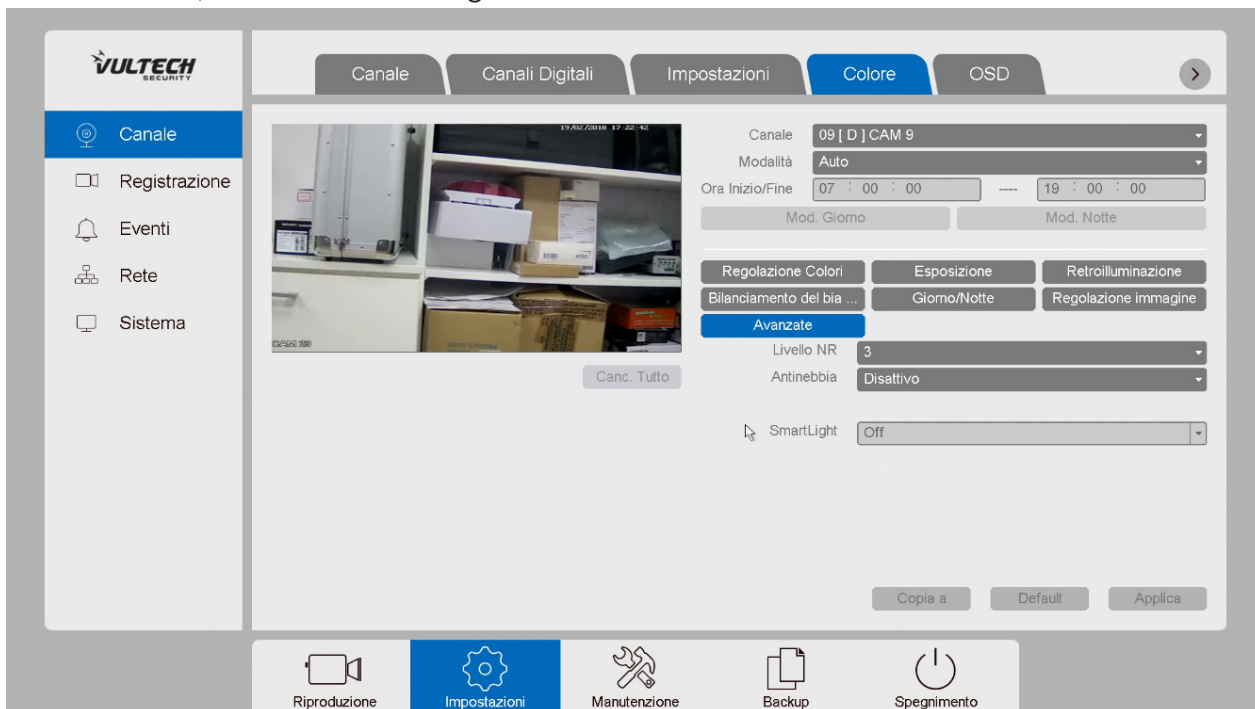 VULTECH
SECURITY
Canale
Canali Digitali
Impostazioni
Colore
OSD
Canale
Registrazione
Eventi
Rete
Sistema
19/02/2018 17:22:42
Canc. Tutto
Canale 09 [ D ] CAM 9
Modalità Auto
Ora Inizio/Fine 07 : 00 : 00 ---- 19 : 00 : 00
Mod. Giorno Mod. Notte
Regolazione Colori Esposizione Retroilluminazione
Bilanciamento del bia ... Giorno/Notte Regolazione immagine
Avanzate
Livello NR 3
Antinebbia Disattivo
SmartLight Off
Copia a Default Applica
Riproduzione Impostazioni Manutenzione Backup Spegnimento